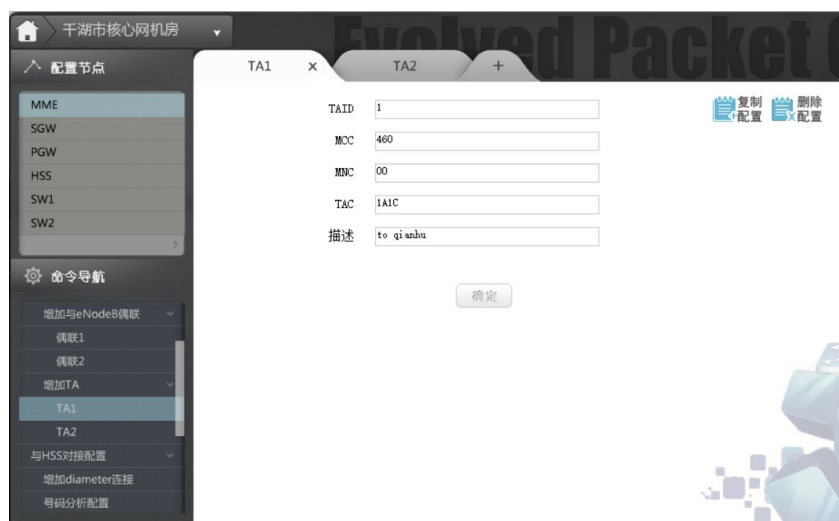 千湖市核心网机房
Evolved Packet
配置节点
MME
SGW
PGW
HSS
SW1
SW2
命令导航
增加与eNodeB偶联
偶联1
偶联2
增加TA
TA1
TA2
与HSS对接配置
增加diameter连接
号码分析配置
TA1 x
TA2
+
TAID 1
MCC 460
MNC 00
TAC 1A1C
描述 to qianhu
确定
复制配置
删除配置